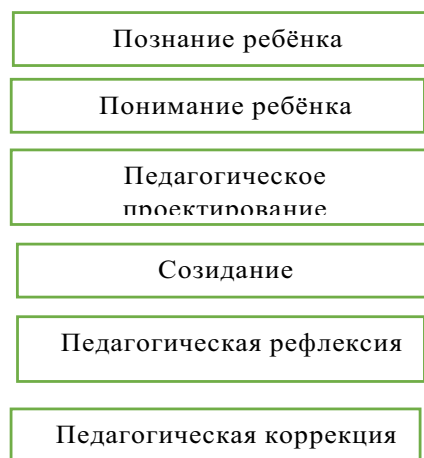 Познание ребёнка
Понимание ребёнка
Педагогическое
проектирование
Созидание
Педагогическая рефлексия
Педагогическая коррекция